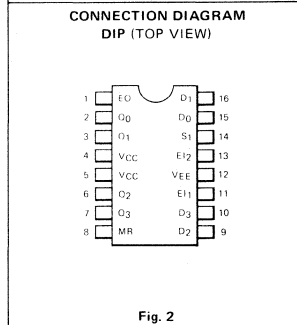 CONNECTION DIAGRAM
DIP (TOP VIEW)
1 EO D1 16
2 Q0 D0 15
3 Q1 S1 14
4 VCC EI2 13
5 VCC VEE 12
6 Q2 EI1 11
7 Q3 D3 10
8 MR D2 9
Fig. 2